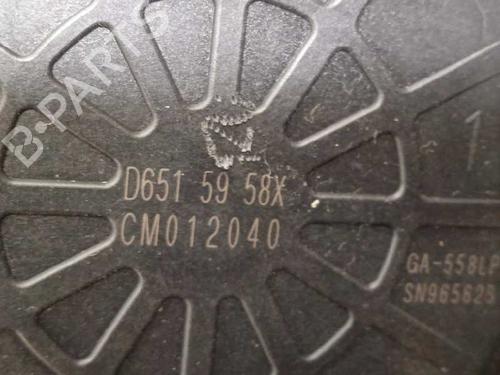 B-PARTS
D651 59 58X
CM012040
1
GA-558LP
SN965625